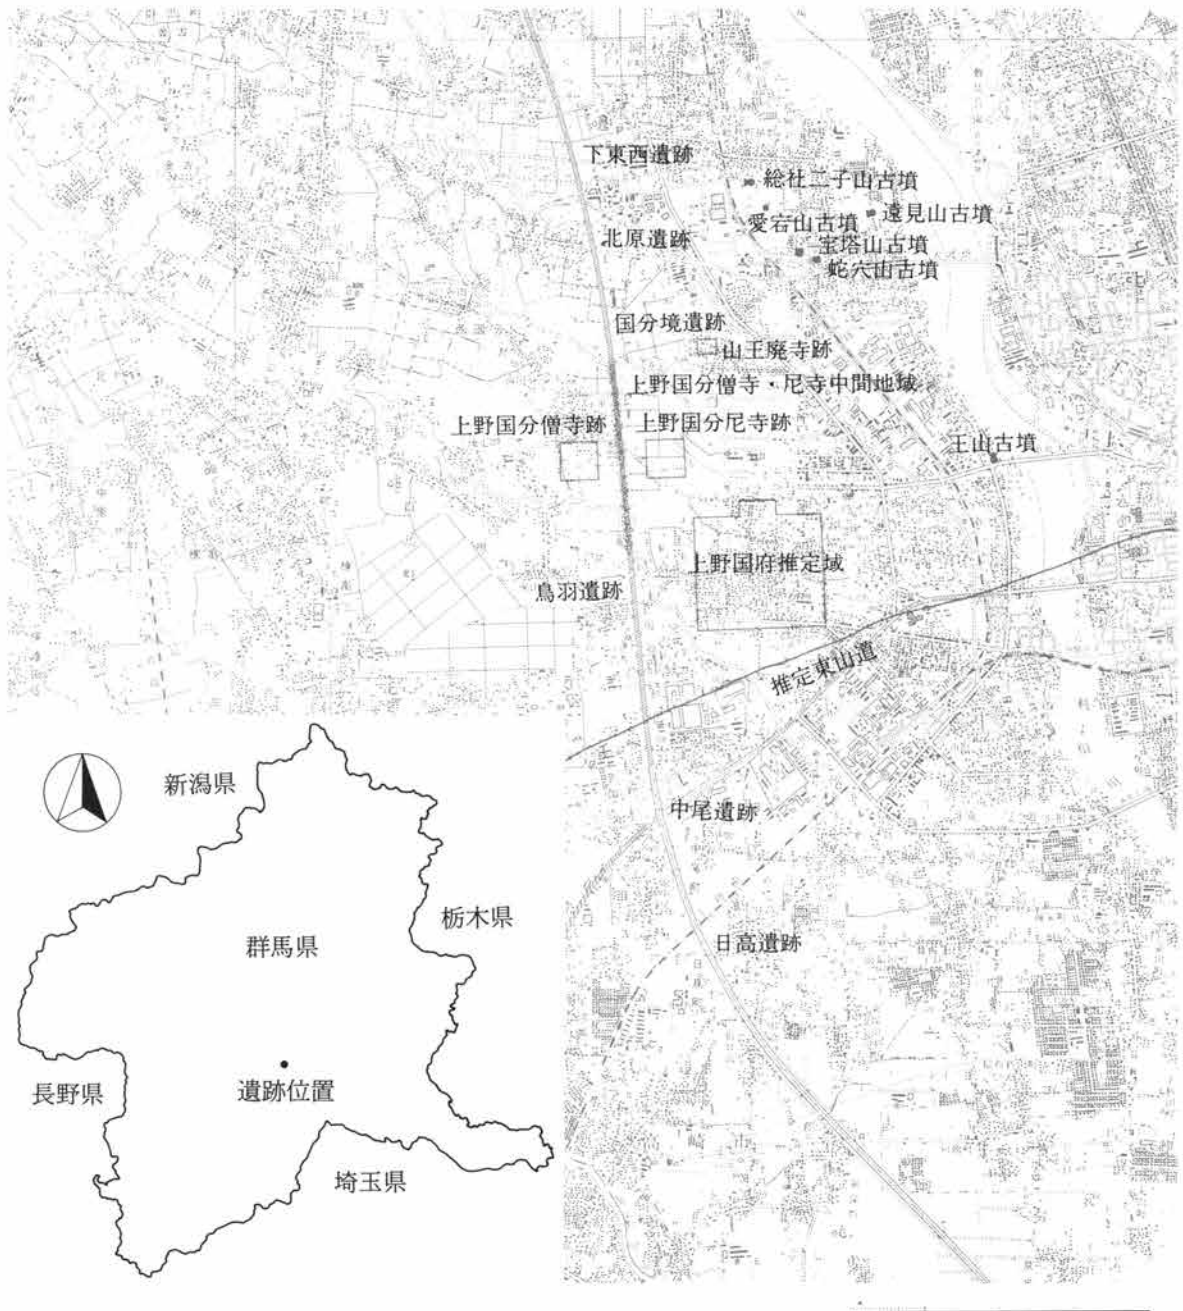 下東西遺跡
総社二子山古墳
遠見山古墳
愛宕山古墳
北原遺跡
宝塔山古墳
蛇穴山古墳
国分境遺跡
山王廃寺跡
上野国分僧寺・尼寺中間地域
上野国分僧寺跡
上野国分尼寺跡
王山古墳
上野国府推定域
鳥羽遺跡
推定東山道
中尾遺跡
日高遺跡
新潟県
栃木県
群馬県
長野県
遺跡位置
埼玉県